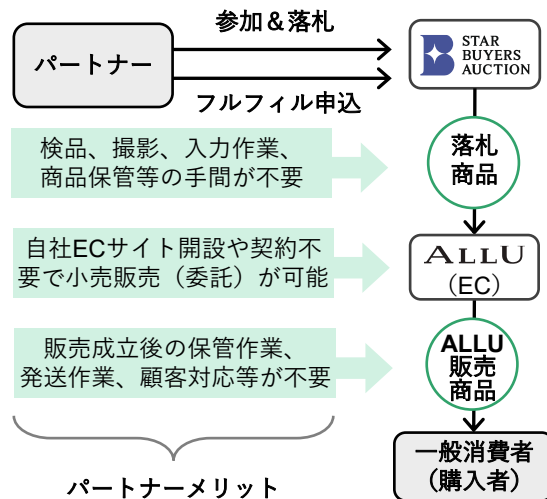 参加＆落札
パートナー
STAR
BUYERS
AUCTION
フルフィル申込
検品、撮影、入力作業、
商品保管等の手間が不要
落札
商品
自社ECサイト開設や契約不
要で小売販売（委託）が可能
ALLU
（EC）
販売成立後の保管作業、
発送作業、顧客対応等が不要
ALLU
販売
商品
一般消費者
（購入者）
パートナーメリット